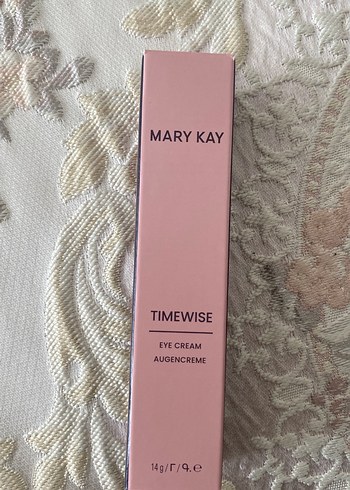 MARY KAY
TIMEWISE
EYE CREAM
AUGENCREME
14g/Г/Գ.℮